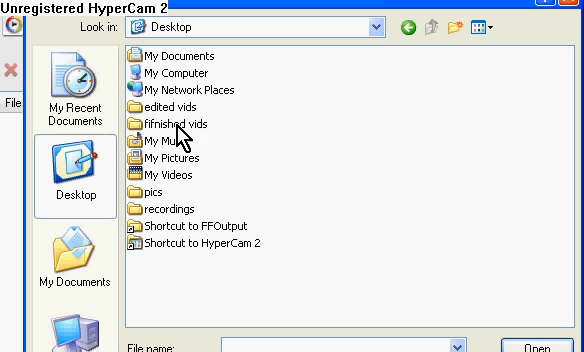 Unregistered HyperCam 2
Look in: Desktop
File
My Recent
Documents
Desktop
My Documents
My Documents
My Computer
My Network Places
edited vids
fifnished vids
My Mu
My Pictures
My Videos
pics
recordings
Shortcut to FFOutput
Shortcut to HyperCam 2
File name:
Open